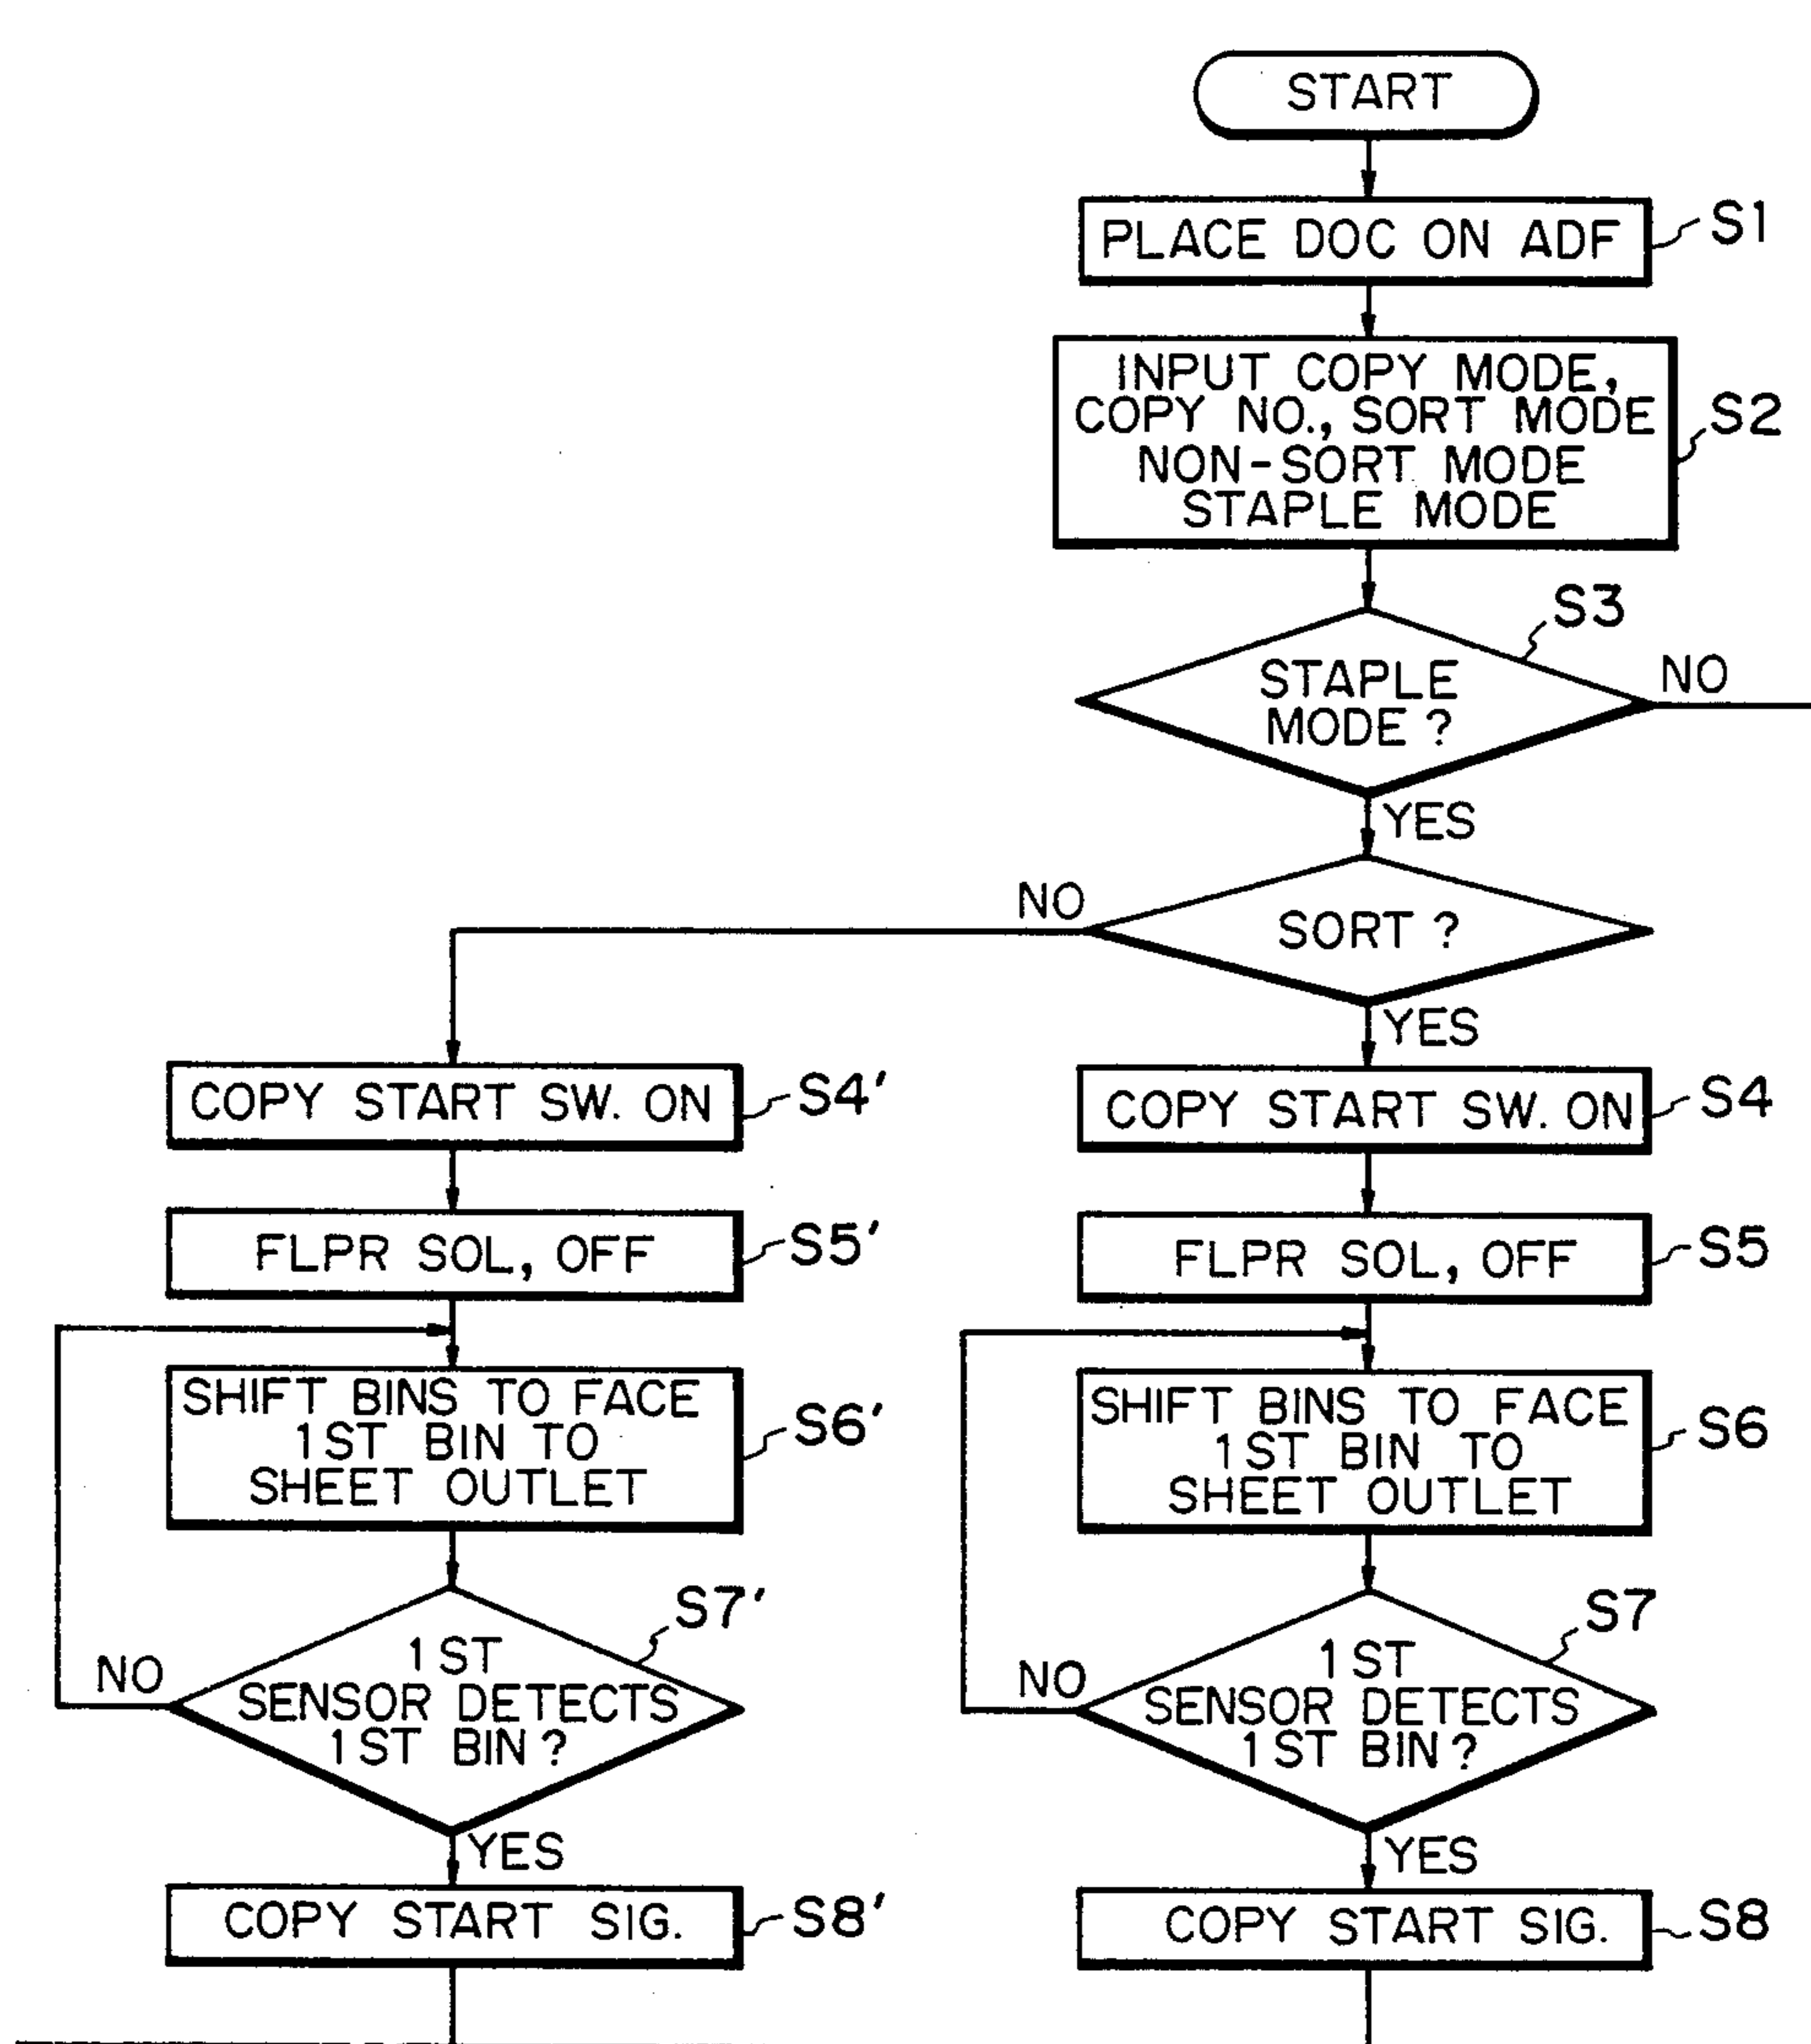 START
PLACE DOC ON ADF
S1
INPUT COPY MODE,
COPY NO., SORT MODE
NON-SORT MODE
STAPLE MODE
S2
S3
STAPLE
MODE ?
NO
YES
SORT ?
NO
YES
COPY START SW. ON
S4'
COPY START SW. ON
S4
FLPR SOL, OFF
S5'
FLPR SOL, OFF
S5
SHIFT BINS TO FACE
1ST BIN TO
SHEET OUTLET
S6'
SHIFT BINS TO FACE
1ST BIN TO
SHEET OUTLET
S6
S7'
1ST
SENSOR DETECTS
1ST BIN ?
NO
YES
S7
1ST
SENSOR DETECTS
1ST BIN ?
NO
YES
COPY START SIG.
S8'
COPY START SIG.
S8